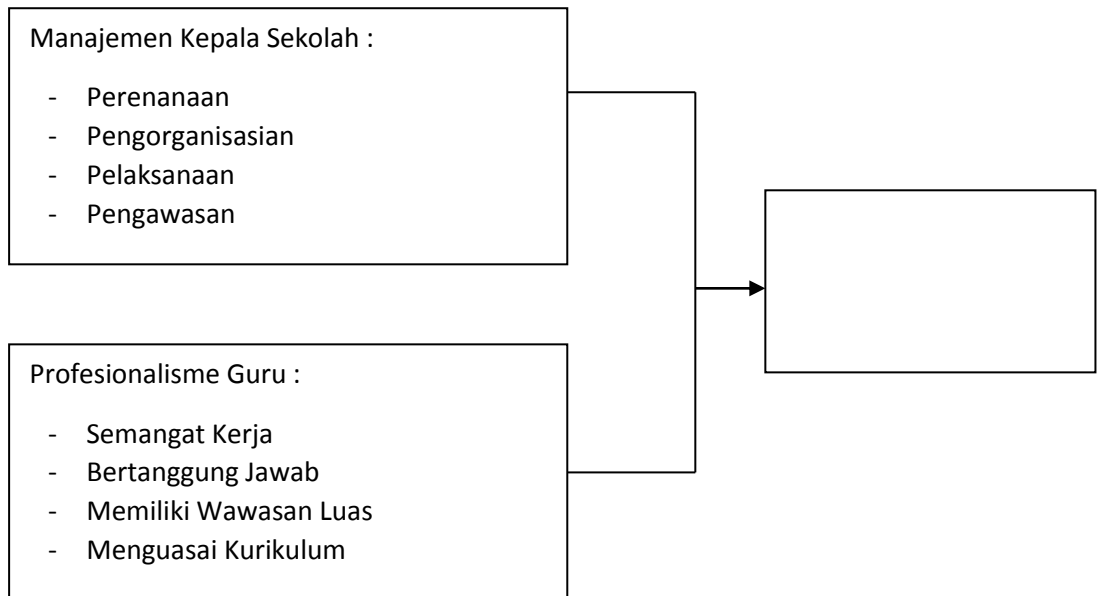 Manajemen Kepala Sekolah :
- Perenanaan
- Pengorganisasian
- Pelaksanaan
- Pengawasan
Profesionalisme Guru :
- Semangat Kerja
- Bertanggung Jawab
- Memiliki Wawasan Luas
- Menguasai Kurikulum